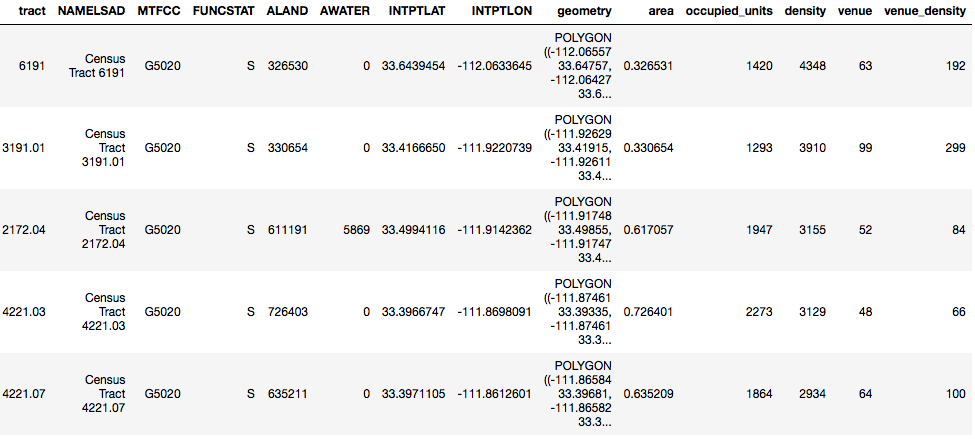 tract NAMELSAD MTFCC FUNCSTAT ALAND AWATER INTPTLAT INTPTLON geometry area occupied_units density venue venue_density
POLYGON
((-112.06557
Census 33.64757,
6191 Tract 6191 G5020 S 326530 0 33.6439454 -112.0633645 -112.06427 0.326531 1420 4348 63 192
33.6...
POLYGON
Census ((-111.92629
3191.01 Tract G5020 S 330654 0 33.4166650 -111.9220739 33.41915, 0.330654 1293 3910 99 299
3191.01 -111.92611
33.4...
POLYGON
Census ((-111.91748
2172.04 Tract G5020 S 611191 5869 33.4994116 -111.9142362 33.49855, 0.617057 1947 3155 52 84
2172.04 -111.91747
33.4...
POLYGON
Census ((-111.87461
4221.03 Tract G5020 S 726403 0 33.3966747 -111.8698091 33.39335, 0.726401 2273 3129 48 66
4221.03 -111.87461
33.3...
POLYGON
Census ((-111.86584
4221.07 Tract G5020 S 635211 0 33.3971105 -111.8612601 33.39681, 0.635209 1864 2934 64 100
4221.07 -111.86582
33.3...